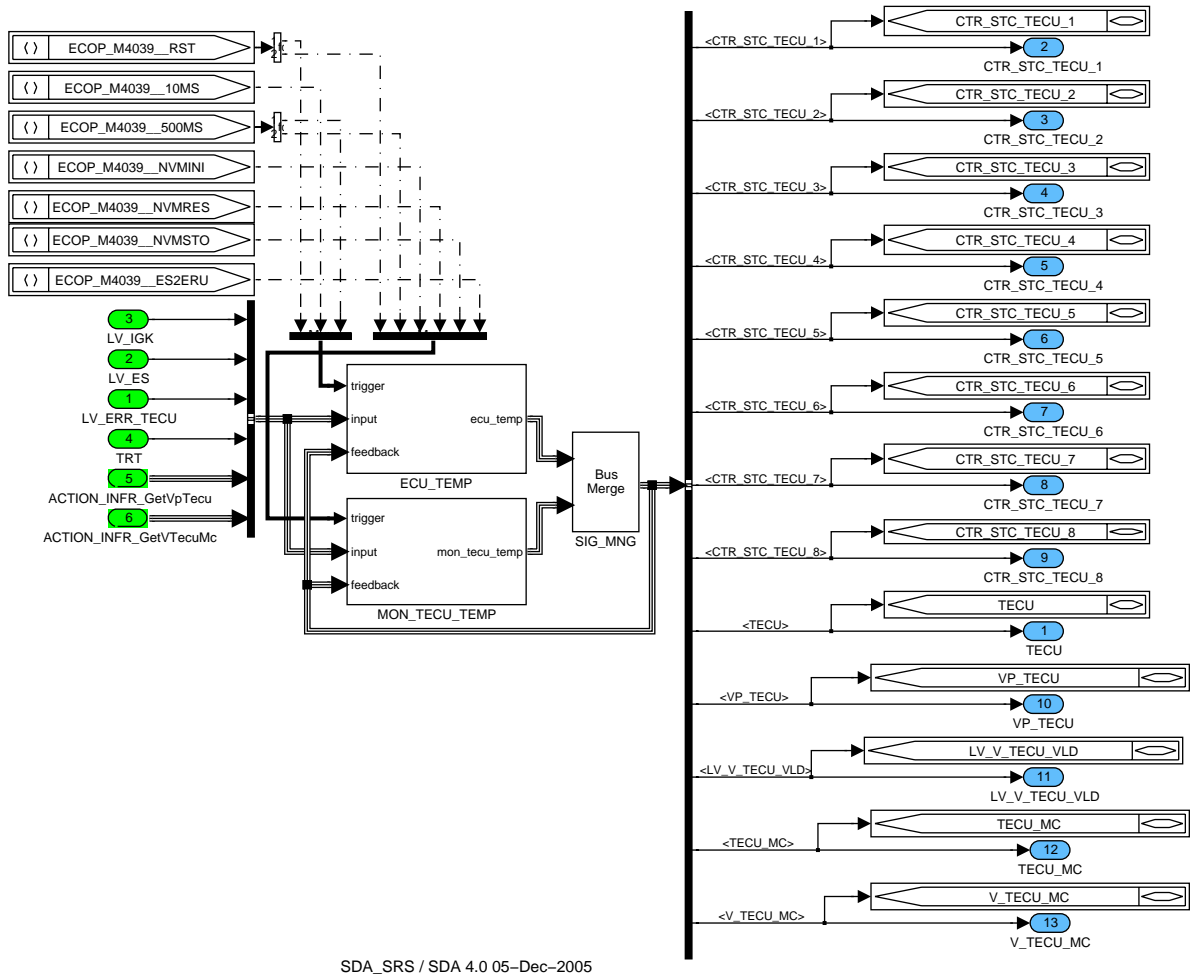 ECOP_M4039__RST
ECOP_M4039__10MS
ECOP_M4039__500MS
ECOP_M4039__NVMINI
ECOP_M4039__NVMRES
ECOP_M4039__NVMSTO
ECOP_M4039__ES2ERU
1
2
1
2
3
LV_IGK
2
LV_ES
1
LV_ERR_TECU
4
TRT
5
ACTION_INFR_GetVpTecu
6
ACTION_INFR_GetVTecuMc
trigger
input
feedback
ecu_temp
ECU_TEMP
trigger
input
feedback
mon_tecu_temp
MON_TECU_TEMP
Bus
Merge
SIG_MNG
<CTR_STC_TECU_1>
CTR_STC_TECU_1
2
CTR_STC_TECU_1
<CTR_STC_TECU_2>
CTR_STC_TECU_2
3
CTR_STC_TECU_2
<CTR_STC_TECU_3>
CTR_STC_TECU_3
4
CTR_STC_TECU_3
<CTR_STC_TECU_4>
CTR_STC_TECU_4
5
CTR_STC_TECU_4
<CTR_STC_TECU_5>
CTR_STC_TECU_5
6
CTR_STC_TECU_5
<CTR_STC_TECU_6>
CTR_STC_TECU_6
7
CTR_STC_TECU_6
<CTR_STC_TECU_7>
CTR_STC_TECU_7
8
CTR_STC_TECU_7
<CTR_STC_TECU_8>
CTR_STC_TECU_8
9
CTR_STC_TECU_8
<TECU>
TECU
1
TECU
<VP_TECU>
VP_TECU
10
VP_TECU
<LV_V_TECU_VLD>
LV_V_TECU_VLD
11
LV_V_TECU_VLD
<TECU_MC>
TECU_MC
12
TECU_MC
<V_TECU_MC>
V_TECU_MC
13
V_TECU_MC
SDA_SRS / SDA 4.0 05−Dec−2005